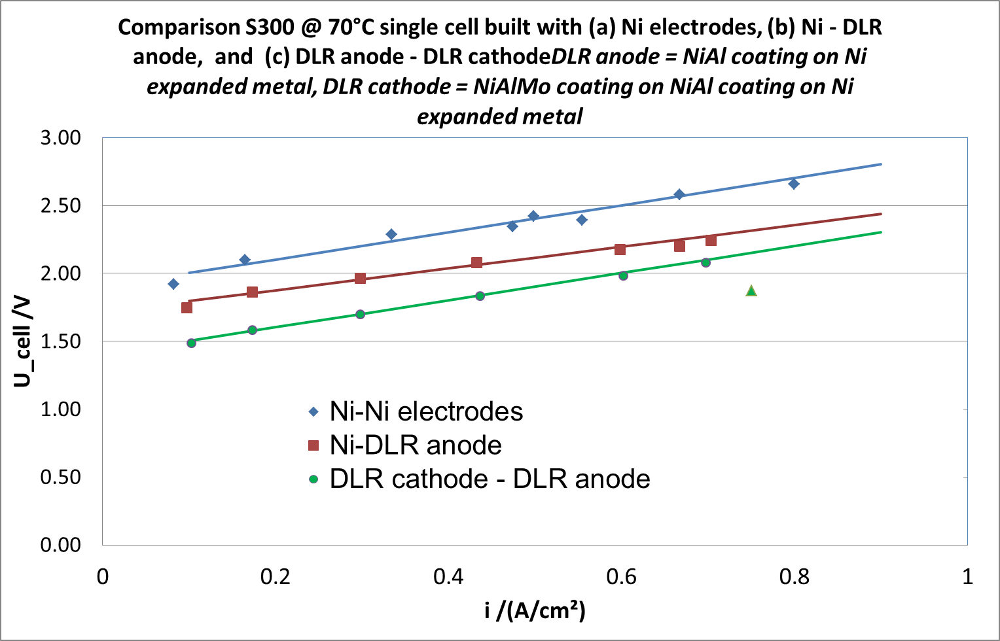 Comparison S300 @ 70°C single cell built with (a) Ni electrodes, (b) Ni - DLR
anode,  and  (c) DLR anode - DLR cathodeDLR anode = NiAl coating on Ni
expanded metal, DLR cathode = NiAlMo coating on NiAl coating on Ni
expanded metal
3.00
2.50
2.00
1.50
1.00
0.50
0.00
U_cell /V
Ni-Ni electrodes
Ni-DLR anode
DLR cathode - DLR anode
0 0.2 0.4 0.6 0.8 1
i /(A/cm²)